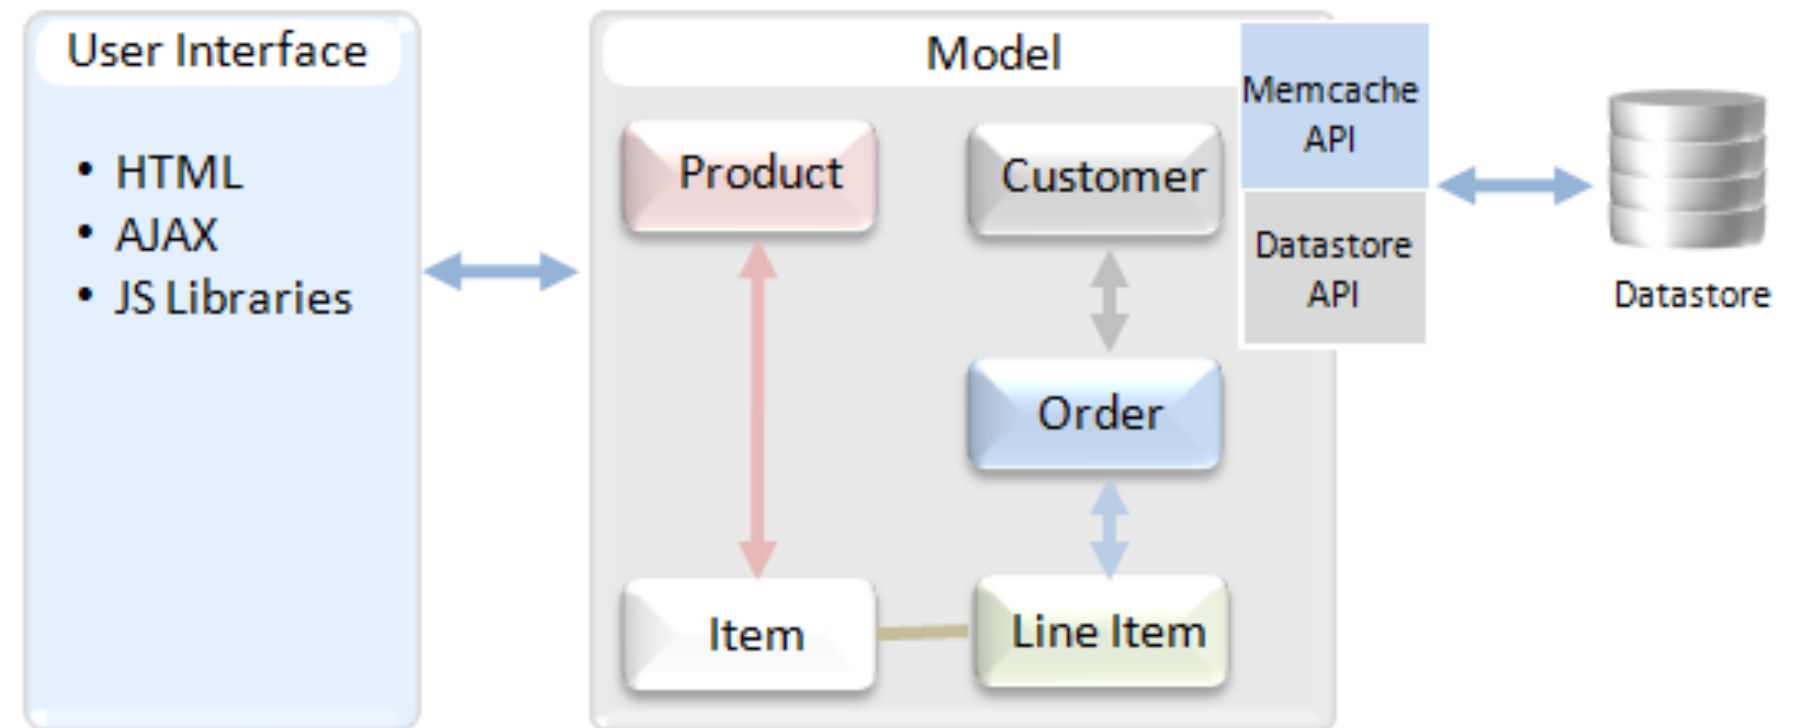 User Interface
• HTML
• AJAX
• JS Libraries
Model
Product
Customer
Order
Item
Line Item
Memcache
API
Datastore
API
Datastore